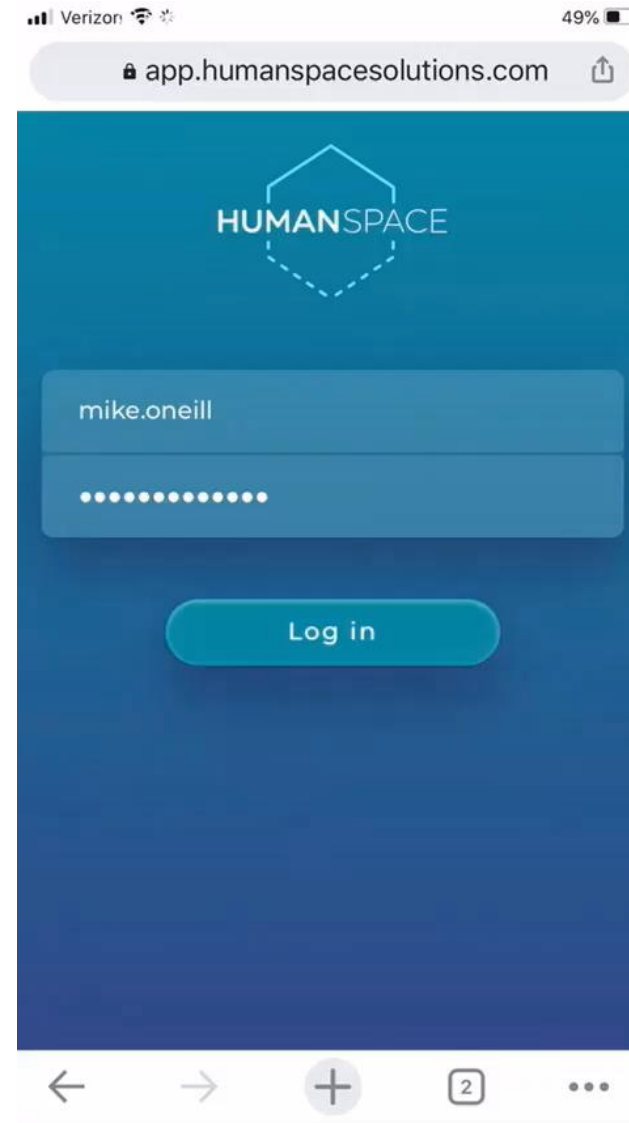 Verizon 49%
app.humanspacesolutions.com
HUMANSPACE
mike.oneill
•••••••••••••
Log in
2